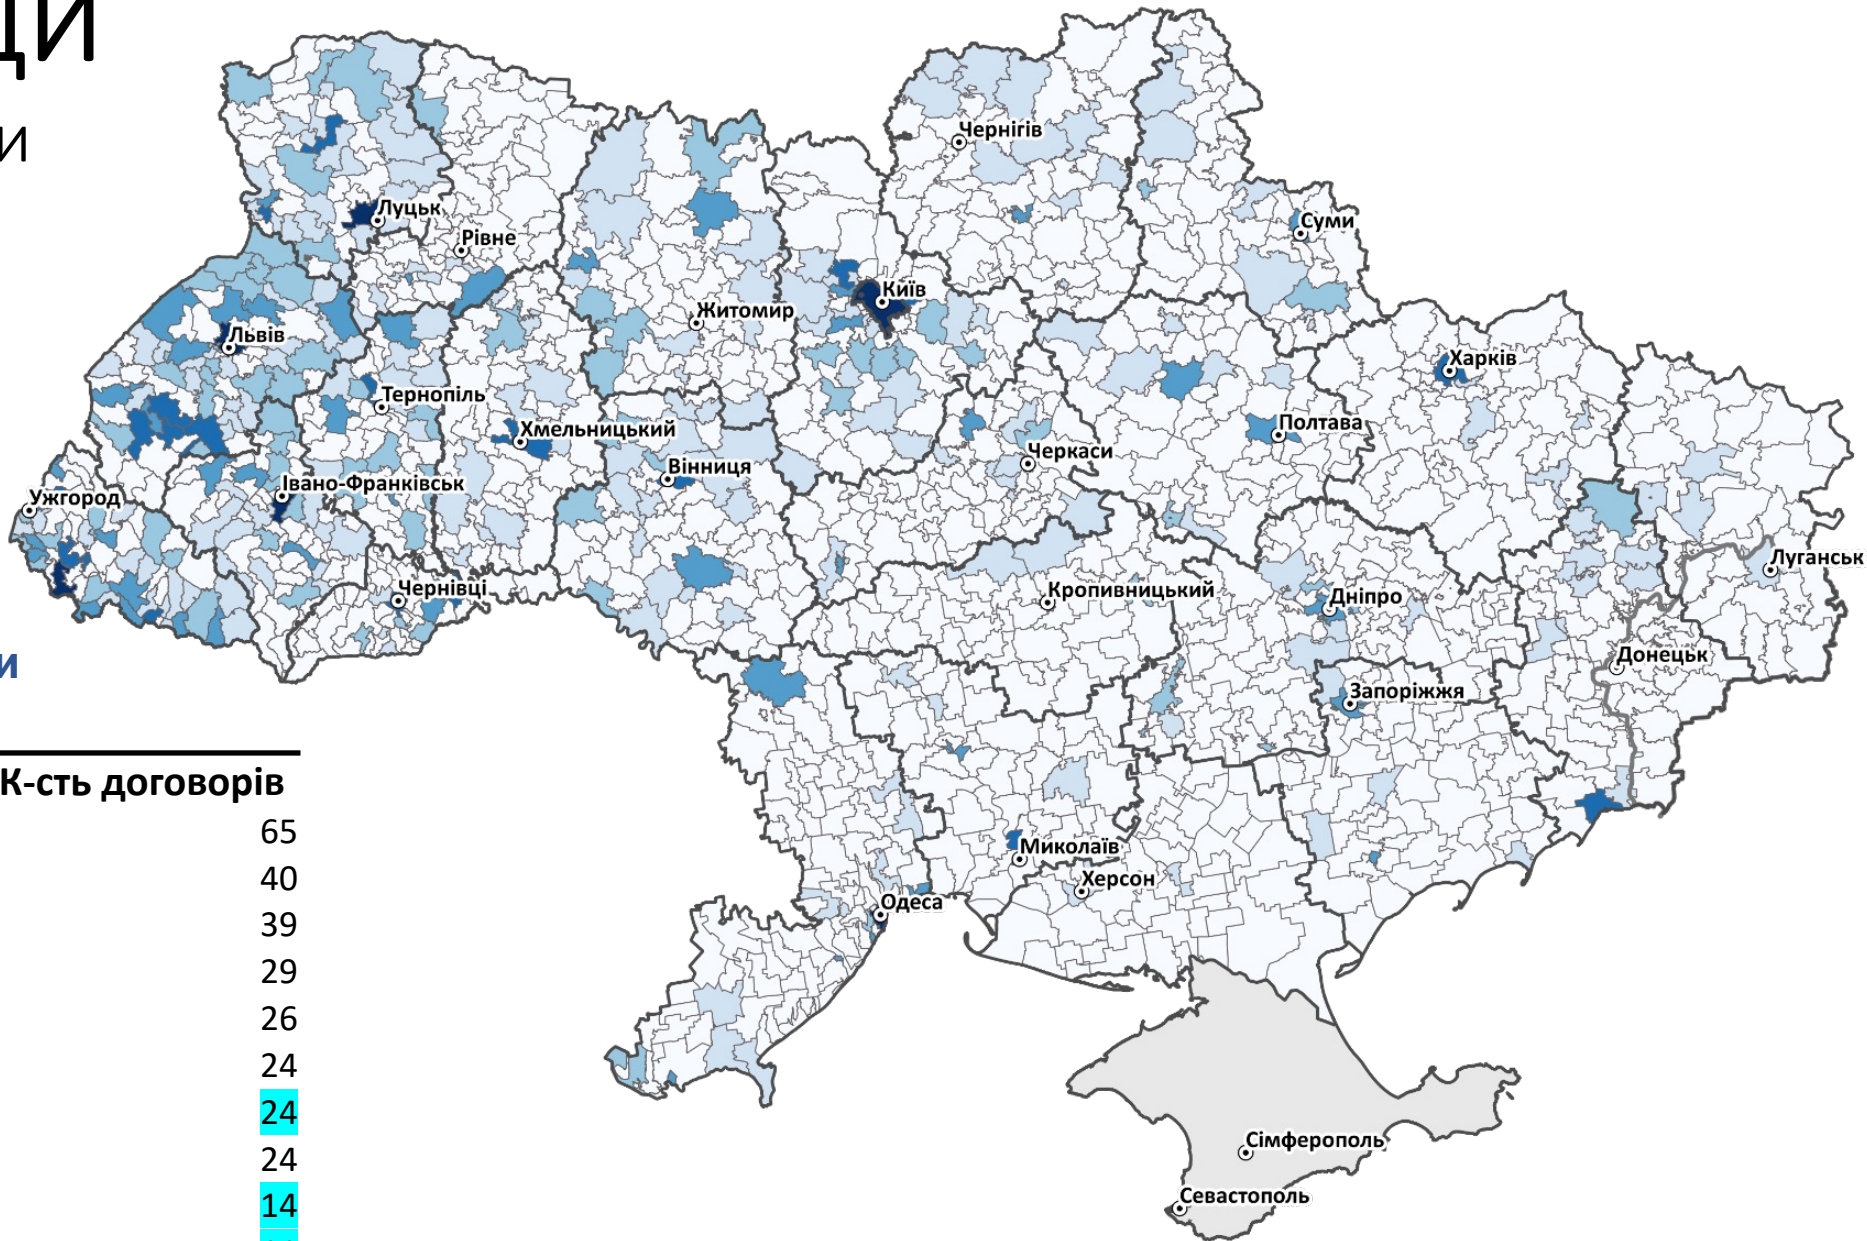 ди
и
Чернігів
Луцьк
Суми
Рівне
Київ
Житомир
Львів
Харків
Тернопіль
Полтава
Хмельницький
Черкаси
Вінниця
Івано-Франківськ
Ужгород
Луганськ
Чернівці
Кропивницький
Дніпро
Донецьк
и
Запоріжжя
К-сть договорів
65
Миколаїв
40
Херсон
Одеса
39
29
26
24
24
Сімферополь
24
Севастополь
14